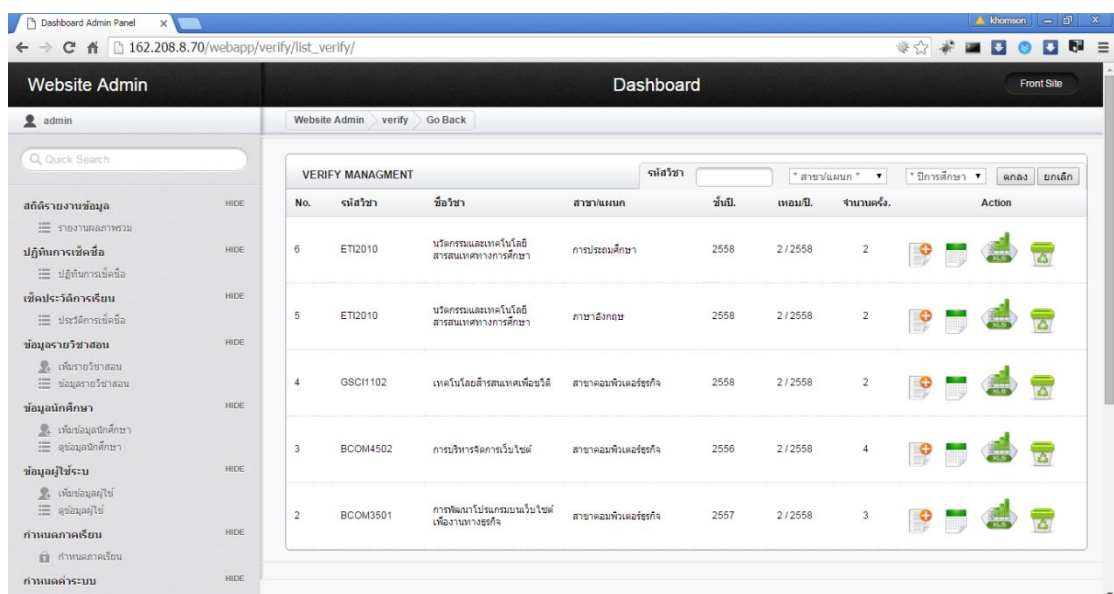 Dashboard Admin Panel
khomson
162.208.8.70/webapp/verify/list_verify/
Website Admin
Dashboard
Front Site
admin
Website Admin verify Go Back
Quick Search
สถิติรายงานข้อมูล HIDE
รายงานผลภาพรวม
ปฏิทินการเช็คชื่อ HIDE
ปฏิทินการเช็คชื่อ
เช็คประวัติการเรียน HIDE
ประวัติการเช็คชื่อ
ข้อมูลรายวิชาสอน HIDE
เพิ่มรายวิชาสอน
ข้อมูลรายวิชาสอน
ข้อมูลนักศึกษา HIDE
เพิ่มข้อมูลนักศึกษา
ดูข้อมูลนักศึกษา
ข้อมูลผู้ใช้ระบ HIDE
เพิ่มข้อมูลผู้ใช้
ดูข้อมูลผู้ใช้
กำหนดภาคเรียน HIDE
กำหนดภาคเรียน
กำหนดค่าระบบ HIDE
VERIFY MANAGMENT รหัสวิชา * สาขา/แผนก * * ปีการศึกษา ตกลง ยกเลิก
No. รหัสวิชา ชื่อวิชา สาขา/แผนก ชั้นปี. เทอม/ปี. จำนวนครั้ง. Action
6 ETI2010 นวัตกรรมและเทคโนโลยี การประถมศึกษา 2558 2 / 2558 2 XLS
สารสนเทศทางการศึกษา
5 ETI2010 นวัตกรรมและเทคโนโลยี ภาษาอังกฤษ 2558 2 / 2558 2 XLS
สารสนเทศทางการศึกษา
4 GSCI1102 เทคโนโลยสารสนเทศเพื่อชวิต สาขาคอมพิวเตอร์ธุรกิจ 2558 2 / 2558 2 XLS
3 BCOM4502 การบริหารจัดการเว็บไซต์ สาขาคอมพิวเตอร์ธุรกิจ 2556 2 / 2558 4 XLS
2 BCOM3501 การพัฒนาโปรแกรมบนเว็บไซต์ สาขาคอมพิวเตอร์ธุรกิจ 2557 2 / 2558 3 XLS
เพื่องานทางธุรกิจ